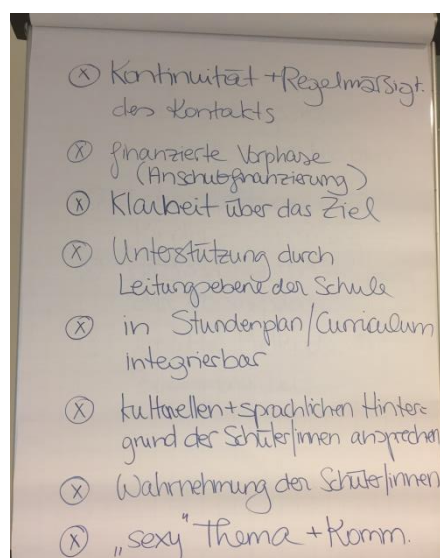 ⓧ Kontinuität + Regelmäßigk.
des Kontakts
ⓧ finanzierte Vorphase
(Anschubfinanzierung)
ⓧ Klarheit über das Ziel
ⓧ Unterstützung durch
Leitungsebene der Schule
ⓧ in Stundenplan/Curriculum
integrierbar
ⓧ kulturellen + sprachlichen Hinter=
grund der Schüler/innen ansprechen
ⓧ Wahrnehmung der Schüler/innen
ⓧ „sexy" Thema + Komm.